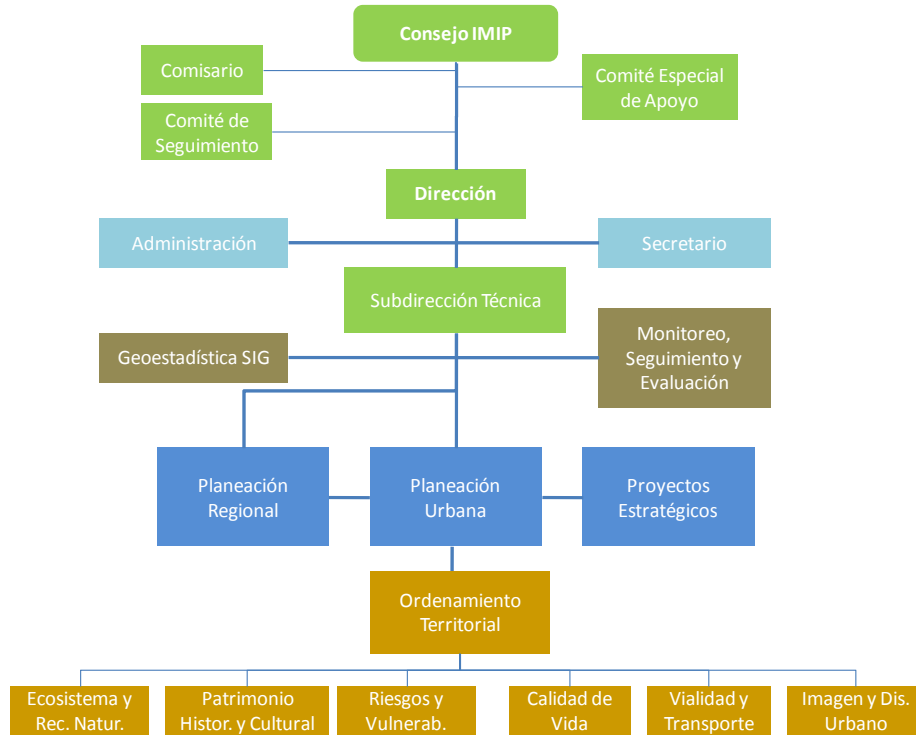 Consejo IMIP
Comisario
Comité Especial
de Apoyo
Comité de
Seguimiento
Dirección
Administración
Secretario
Subdirección Técnica
Geoestadística SIG
Monitoreo,
Seguimiento y
Evaluación
Planeación
Regional
Planeación
Urbana
Proyectos
Estratégicos
Ordenamiento
Territorial
Ecosistema y
Rec. Natur.
Patrimonio
Histor. y Cultural
Riesgos y
Vulnerab.
Calidad de
Vida
Vialidad y
Transporte
Imagen y Dis.
Urbano